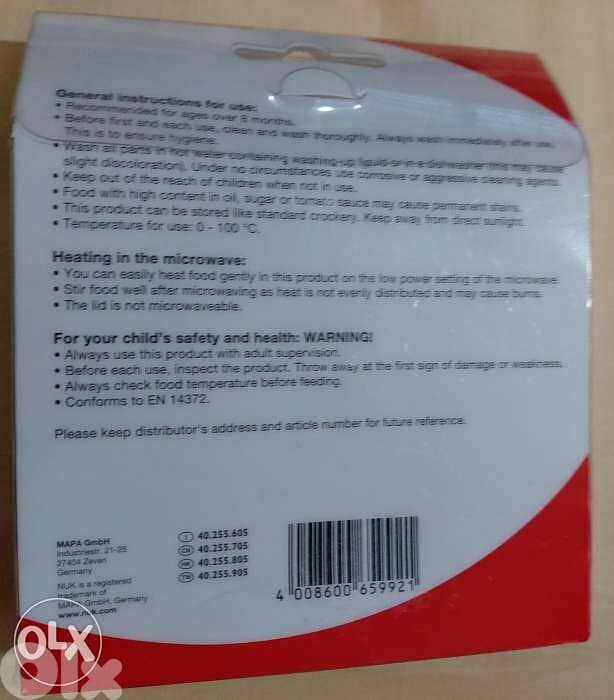 General instructions for use:
• Recommended for ages over 8 months.
• Before first and each use, clean and wash thoroughly. Always wash immediately after use.
This is to ensure hygiene.
• Wash all parts in hot water containing washing-up liquid or in a dishwasher (this may cause
slight discoloration). Under no circumstances use corrosive or aggressive cleaning agents.
• Keep out of the reach of children when not in use.
• Food with high content in oil, sugar or tomato sauce may cause permanent stains.
• This product can be stored like standard crockery. Keep away from direct sunlight.
• Temperature for use: 0 - 100 °C.
Heating in the microwave:
• You can easily heat food gently in this product on the low power setting of the microwave
• Stir food well after microwaving as heat is not evenly distributed and may cause burns.
• The lid is not microwaveable.
For your child's safety and health: WARNING!
• Always use this product with adult supervision.
• Before each use, inspect the product. Throw away at the first sign of damage or weakness.
• Always check food temperature before feeding.
• Conforms to EN 14372.
Please keep distributor's address and article number for future reference.
MAPA GmbH
Industriestr. 21-25
27404 Zeven
Germany
NUK is a registered
trademark of
MAPA GmbH, Germany
www.nuk.com
I 40.255.605
CN 40.255.705
HK 40.255.805
TW 40.255.905
4 008600 659921
OLX
OLX